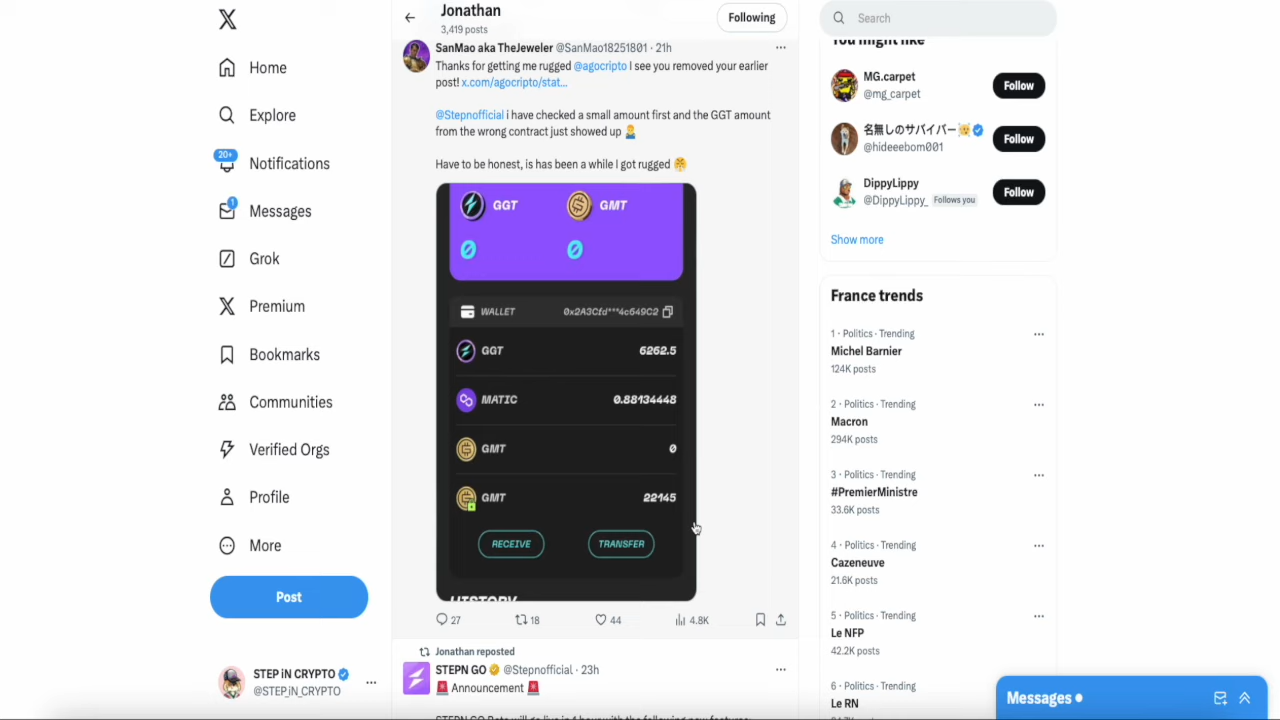 Home
Explore
20+
Notifications
1
Messages
Grok
Premium
Bookmarks
Communities
Verified Orgs
Profile
More
Post
STEP iN CRYPTO
@STEP_iN_CRYPTO
Jonathan
3,419 posts
Following
SanMao aka TheJeweler @SanMao18251801 · 21h
Thanks for getting me rugged @agocripto I see you removed your earlier
post! x.com/agocripto/stat…
@Stepnofficial i have checked a small amount first and the GGT amount
from the wrong contract just showed up
Have to be honest, is has been a while I got rugged
GGT GMT
0 0
WALLET 0x2A3Cfd***4c649C2
GGT 6262.5
MATIC 0.88134448
GMT 0
GMT 22145
RECEIVE TRANSFER
HISTORY
27 18 44 4.8K
Jonathan reposted
STEPN GO @Stepnofficial · 23h
Announcement
Search
You might like
MG.carpet
@mg_carpet
Follow
名無しのサバイバー
@hideeebom001
Follow
DippyLippy
@DippyLippy_ Follows you
Follow
Show more
France trends
1 · Politics · Trending
Michel Barnier
124K posts
2 · Politics · Trending
Macron
294K posts
3 · Politics · Trending
#PremierMinistre
33.6K posts
4 · Politics · Trending
Cazeneuve
21.6K posts
5 · Politics · Trending
Le NFP
42.2K posts
6 · Politics · Trending
Le RN
Messages